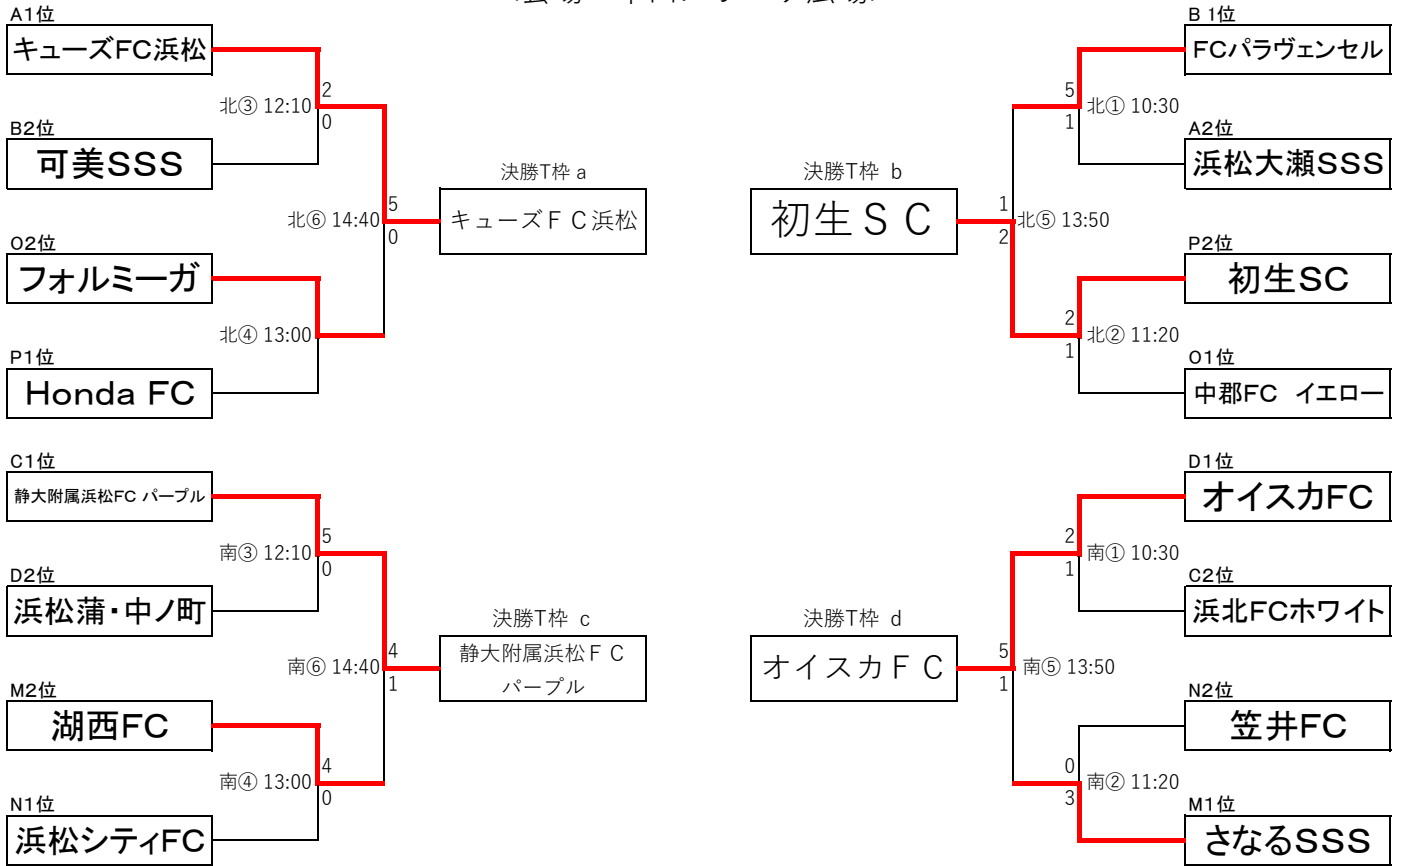 A1位
キューズFC浜松
北③ 12:10
2
0
B2位
可美SSS
決勝T枠 a
キューズＦＣ浜松
北⑥ 14:40
5
0
O2位
フォルミーガ
北④ 13:00
P1位
Honda FC
B 1位
FCパラヴェンセル
5
1
北① 10:30
A2位
浜松大瀬SSS
決勝T枠 b
初生ＳＣ
1
2
北⑤ 13:50
P2位
初生SC
2
1
北② 11:20
O1位
中郡FC イエロー
C1位
静大附属浜松FC パープル
南③ 12:10
5
0
D2位
浜松蒲・中ノ町
決勝T枠 c
静大附属浜松ＦＣ
パープル
南⑥ 14:40
4
1
M2位
湖西FC
南④ 13:00
4
0
N1位
浜松シティFC
D1位
オイスカFC
2
1
南① 10:30
C2位
浜北FCホワイト
決勝T枠 d
オイスカＦＣ
5
1
南⑤ 13:50
N2位
笠井FC
0
3
南② 11:20
M1位
さなるSSS